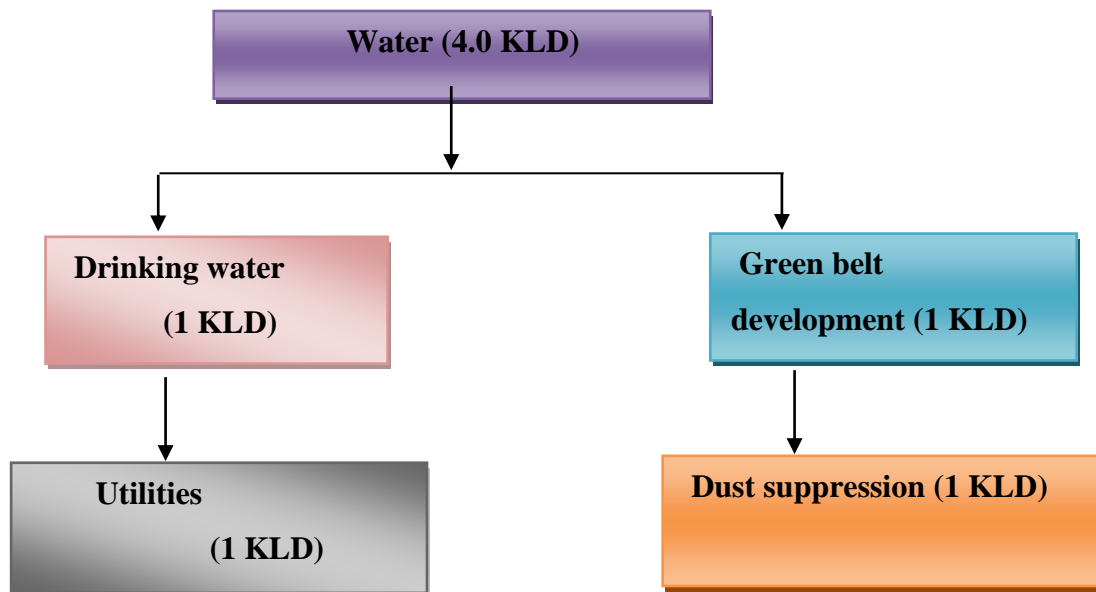 Water (4.0 KLD)
Drinking water
(1 KLD)
Green belt
development (1 KLD)
Utilities
(1 KLD)
Dust suppression (1 KLD)